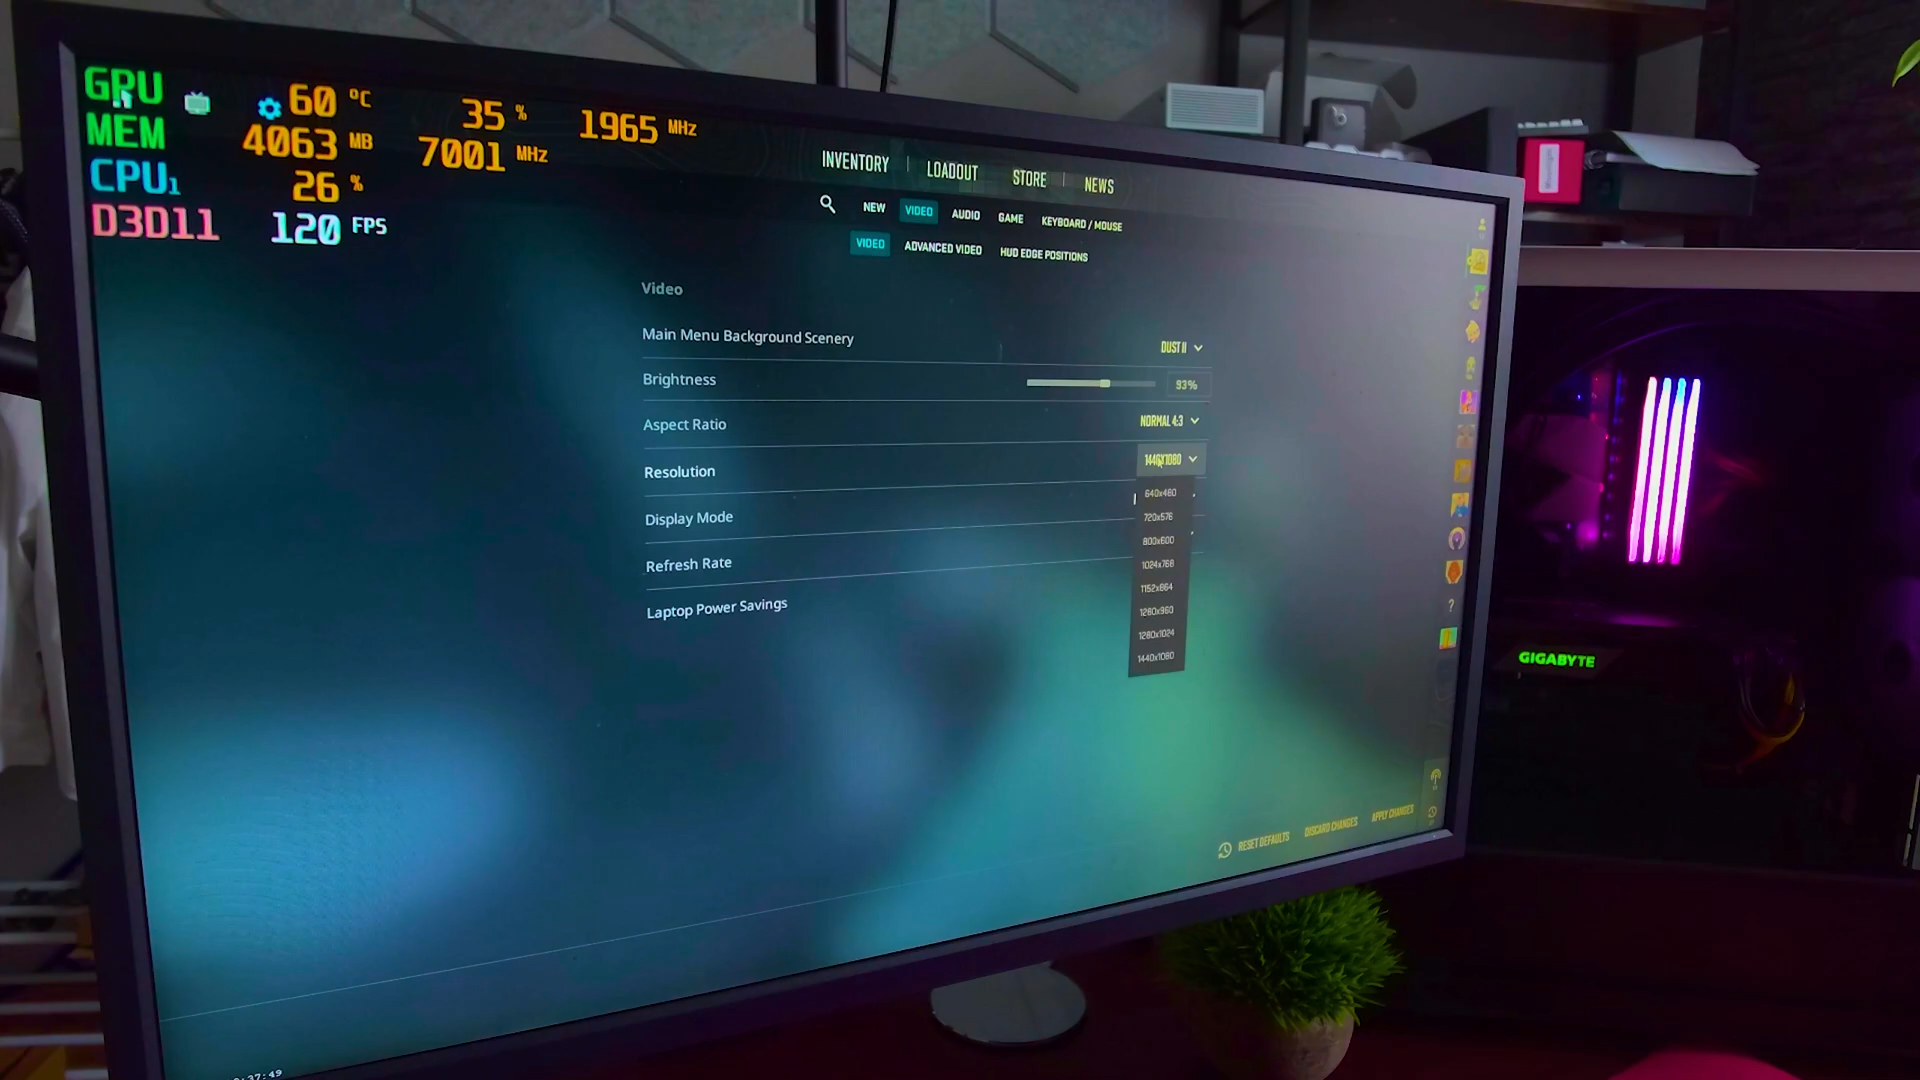 GPU 60 °C 35 % 1965 MHz
MEM 4063 MB 7001 MHz
CPU1 26 %
D3D11 120 FPS
INVENTORY LOADOUT STORE NEWS
NEW VIDEO AUDIO GAME KEYBOARD / MOUSE
VIDEO ADVANCED VIDEO HUD EDGE POSITIONS
Video
Main Menu Background Scenery DUST II
Brightness 93%
Aspect Ratio NORMAL 4:3
Resolution 1440X1080
640x480
Display Mode
720x576
800x600
Refresh Rate
1024x768
1152x864
Laptop Power Savings
1280x960
1280x1024
1440x1080
?
RESET DEFAULTS DISCARD CHANGES APPLY CHANGES
GIGABYTE
:37:49